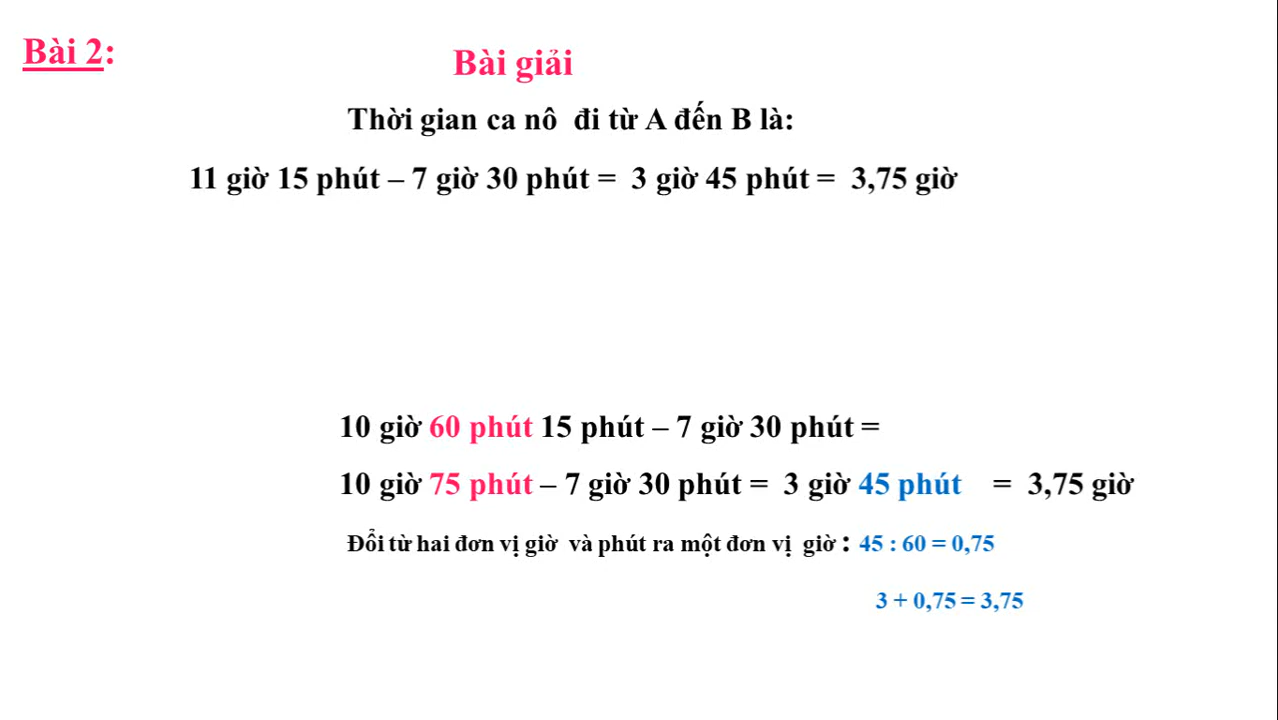 Bài 2:
Bài giải
Thời gian ca nô đi từ A đến B là:
11 giờ 15 phút – 7 giờ 30 phút = 3 giờ 45 phút = 3,75 giờ
10 giờ 60 phút 15 phút – 7 giờ 30 phút =
10 giờ 75 phút – 7 giờ 30 phút = 3 giờ 45 phút = 3,75 giờ
Đổi từ hai đơn vị giờ và phút ra một đơn vị giờ : 45 : 60 = 0,75
3 + 0,75 = 3,75